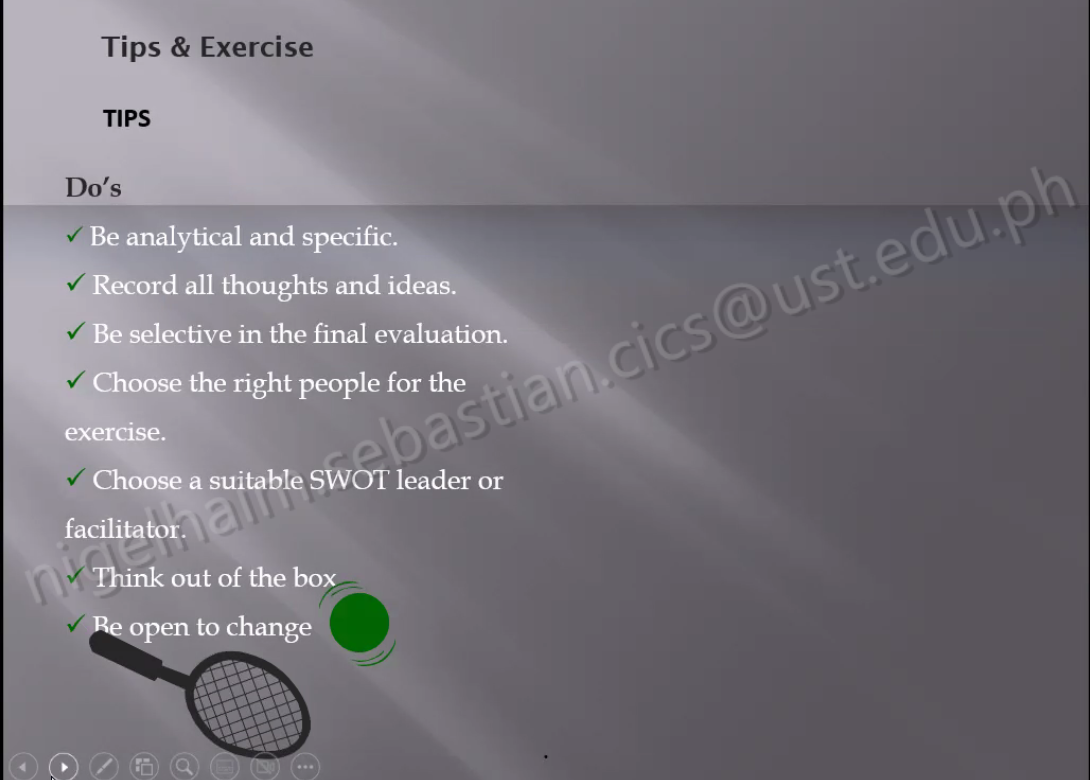 Tips & Exercise
TIPS
Do's
✓ Be analytical and specific.
✓ Record all thoughts and ideas.
✓ Be selective in the final evaluation.
✓ Choose the right people for the
exercise.
✓ Choose a suitable SWOT leader or
facilitator.
✓ Think out of the box
✓ Be open to change
nigelhaim.sebastian.cics@ust.edu.ph